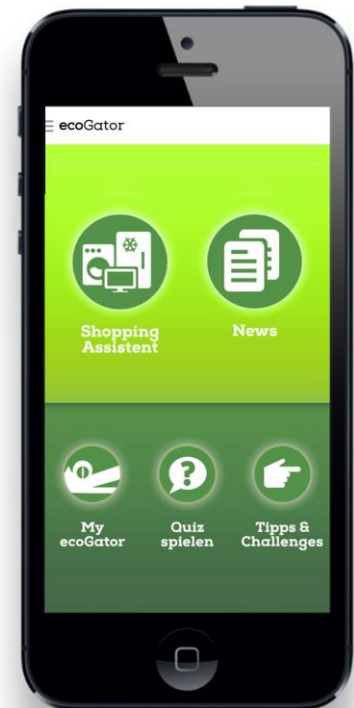 ecoGator
Shopping
Assistent
News
My
ecoGator
Quiz
spielen
Tipps &
Challenges